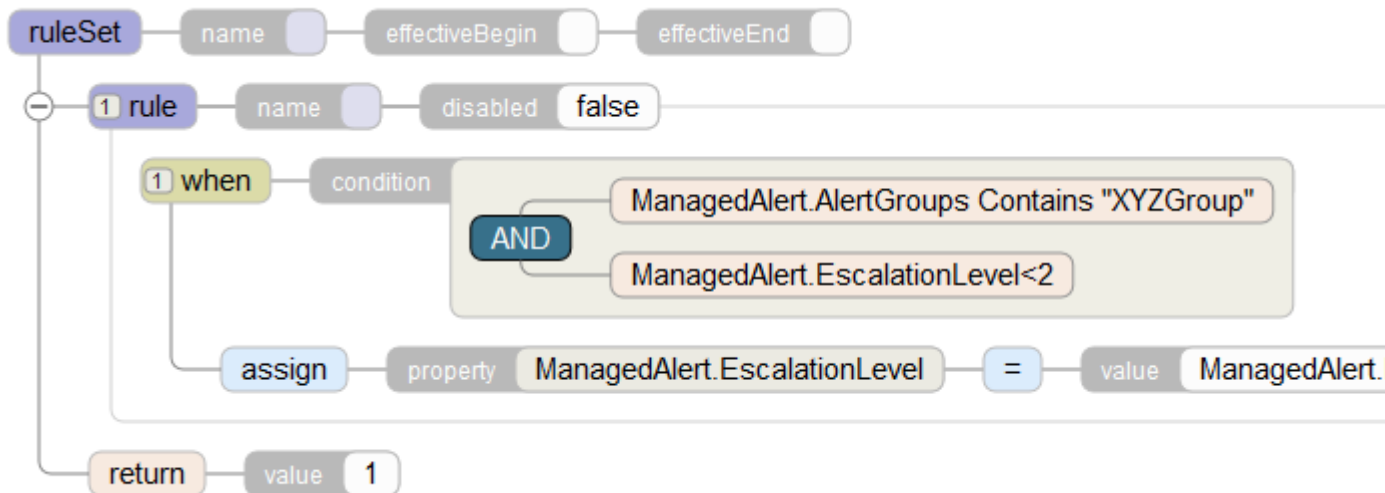 ruleSet name effectiveBegin effectiveEnd
1 rule name disabled false
1 when condition
ManagedAlert.AlertGroups Contains "XYZGroup"
AND
ManagedAlert.EscalationLevel<2
assign property ManagedAlert.EscalationLevel = value ManagedAlert.
return value 1